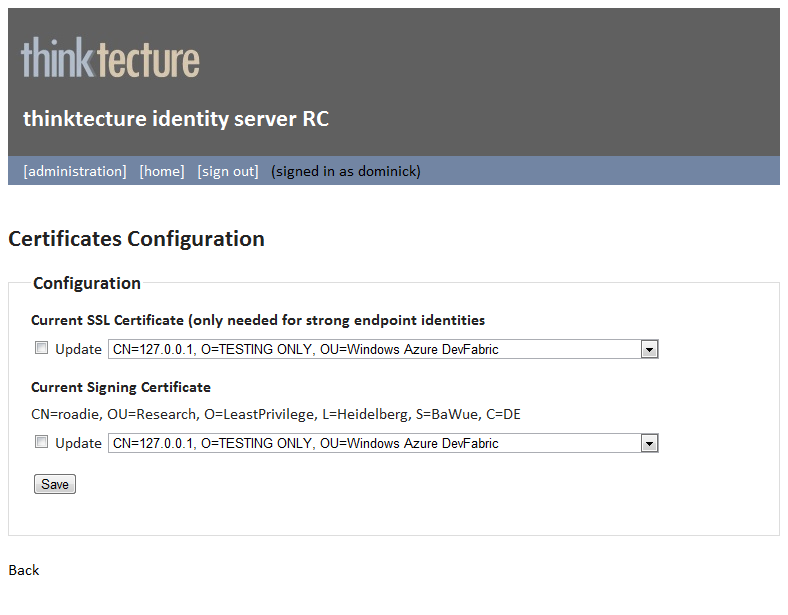 thinktecture
thinktecture identity server RC
[administration] [home] [sign out] (signed in as dominick)
Certificates Configuration
Configuration
Current SSL Certificate (only needed for strong endpoint identities
Update CN=127.0.0.1, O=TESTING ONLY, OU=Windows Azure DevFabric
Current Signing Certificate
CN=roadie, OU=Research, O=LeastPrivilege, L=Heidelberg, S=BaWue, C=DE
Update CN=127.0.0.1, O=TESTING ONLY, OU=Windows Azure DevFabric
Save
Back